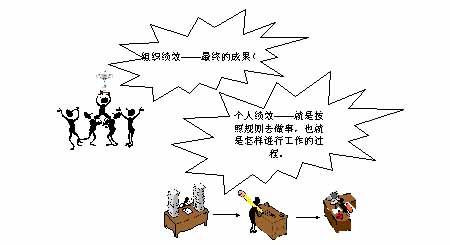 组织绩效——最终的成果（
个人绩效——就是按
照规则去做事，也就
是怎样进行工作的过
程。